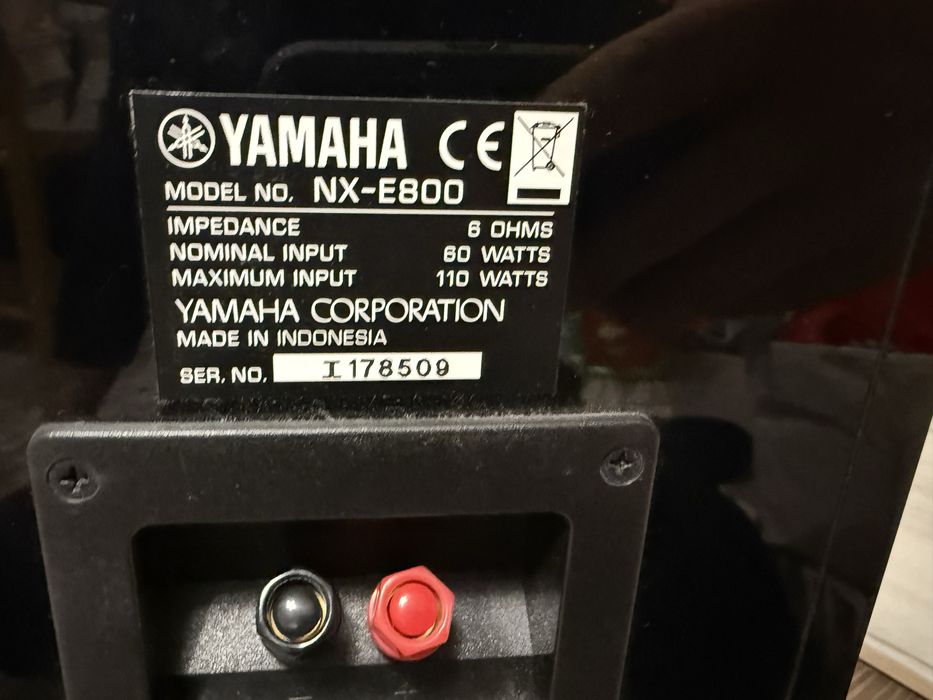 YAMAHA CE
MODEL NO. NX-E800
IMPEDANCE 6 OHMS
NOMINAL INPUT 60 WATTS
MAXIMUM INPUT 110 WATTS
YAMAHA CORPORATION
MADE IN INDONESIA
SER. NO. I178509